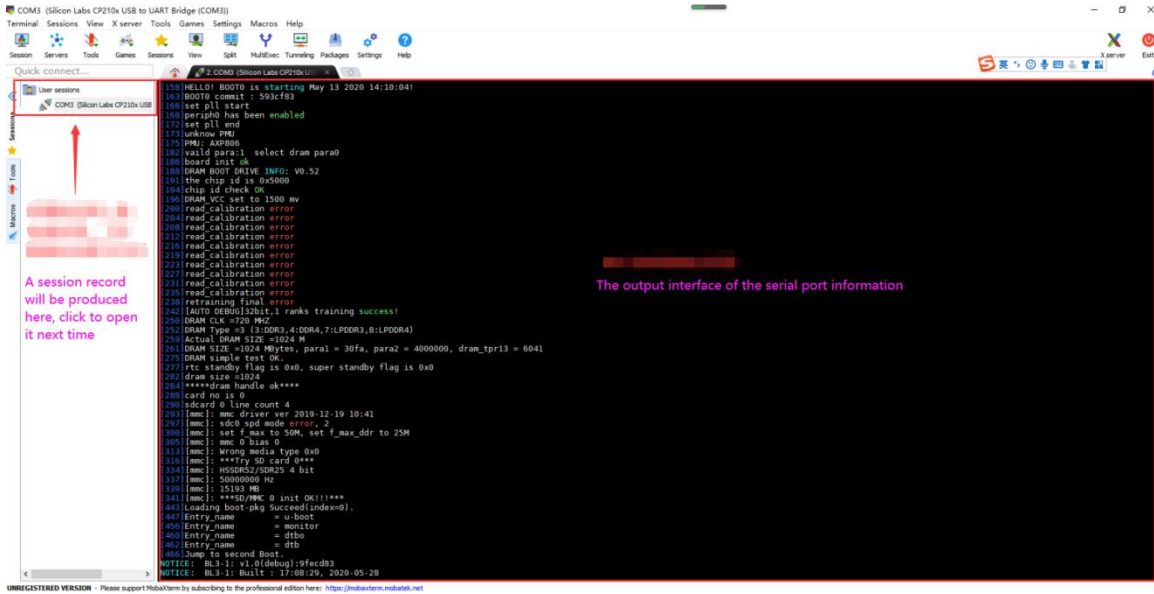 COM3 (Silicon Labs CP210x USB to UART Bridge (COM3))
Terminal Sessions View X server Tools Games Settings Macros Help
Session Servers Tools Games Sessions View Split MultiExec Tunneling Packages Settings Help
X server Exit
英
Quick connect...
2. COM3 (Silicon Labs CP210x US
User sessions
COM3 (Silicon Labs CP210x USB
Sessions
Tools
Macros
A session record
will be produced
here, click to open
it next time
[158]HELLO! BOOT0 is starting May 13 2020 14:10:04!
[163]BOOT0 commit : 593cf83
[166]set pll start
[168]periph0 has been enabled
[172]set pll end
[173]unknow PMU
[175]PMU: AXP806
[182]vaild para:1 select dram para0
[186]board init ok
[188]DRAM BOOT DRIVE INFO: V0.52
[191]the chip id is 0x5000
[194]chip id check OK
[196]DRAM_VCC set to 1500 mv
[200]read_calibration error
[204]read_calibration error
[208]read_calibration error
[212]read_calibration error
[216]read_calibration error
[219]read_calibration error
[223]read_calibration error
[227]read_calibration error
[231]read_calibration error
[235]read_calibration error
[238]retraining final error
[242][AUTO DEBUG]32bit,1 ranks training success!
[250]DRAM CLK =720 MHZ
[252]DRAM Type =3 (3:DDR3,4:DDR4,7:LPDDR3,8:LPDDR4)
[259]Actual DRAM SIZE =1024 M
[261]DRAM SIZE =1024 MBytes, para1 = 30fa, para2 = 4000000, dram_tpr13 = 6041
[275]DRAM simple test OK.
[277]rtc standby flag is 0x0, super standby flag is 0x0
[282]dram size =1024
[284]*****dram handle ok****
[288]card no is 0
[290]sdcard 0 line count 4
[293][mmc]: mmc driver ver 2019-12-19 10:41
[297][mmc]: sdc0 spd mode error, 2
[300][mmc]: set f_max to 50M, set f_max_ddr to 25M
[305][mmc]: mmc 0 bias 0
[313][mmc]: Wrong media type 0x0
[316][mmc]: ***Try SD card 0***
[334][mmc]: HSSDR52/SDR25 4 bit
[337][mmc]: 50000000 Hz
[339][mmc]: 15193 MB
[341][mmc]: ***SD/MMC 0 init OK!!!***
[443]Loading boot-pkg Succeed(index=0).
[447]Entry_name = u-boot
[456]Entry_name = monitor
[460]Entry_name = dtbo
[462]Entry_name = dtb
[466]Jump to second Boot.
NOTICE: BL3-1: v1.0(debug):9fecd83
NOTICE: BL3-1: Built : 17:08:29, 2020-05-28
The output interface of the serial port information
UNREGISTERED VERSION - Please support MobaXterm by subscribing to the professional edition here: https://mobaxterm.mobatek.net